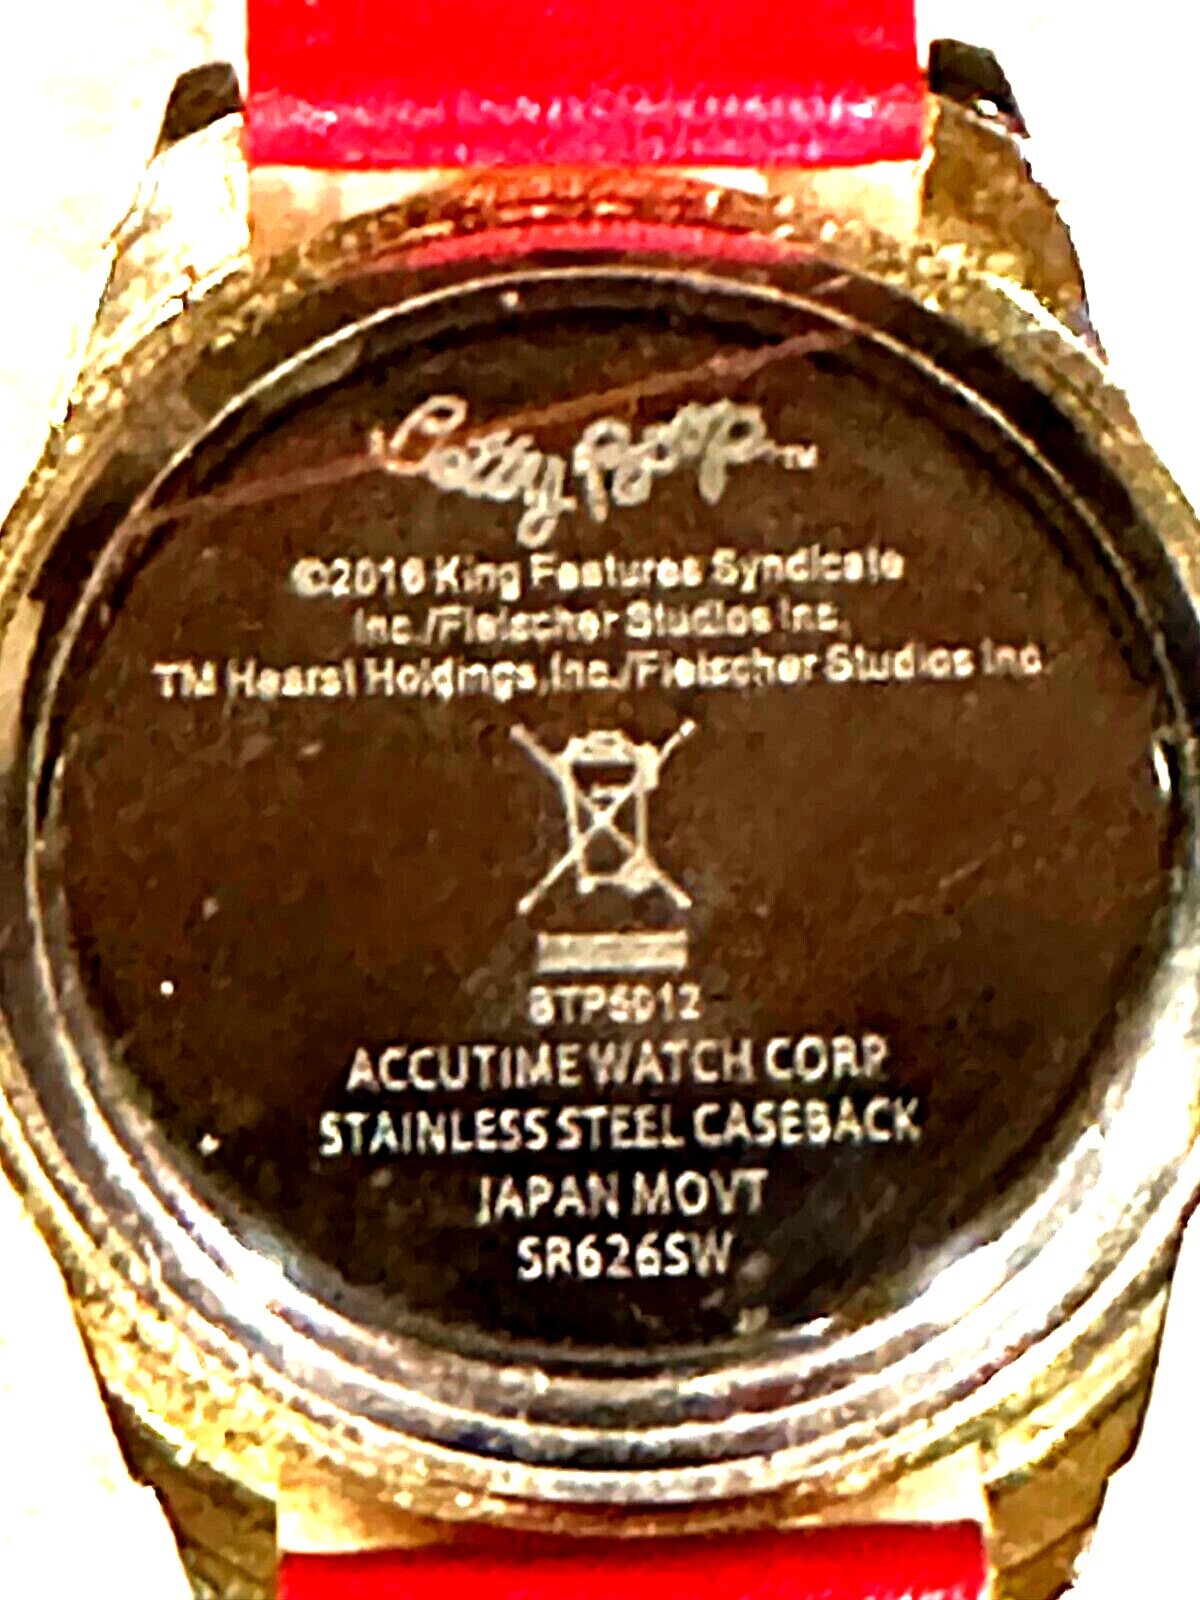 Betty Boop™
©2016 King Features Syndicate
Inc./Fleischer Studios Inc.
TM Hearst Holdings,Inc./Fleischer Studios Inc.
BTP5012
ACCUTIME WATCH CORP
STAINLESS STEEL CASEBACK
JAPAN MOVT
SR626SW